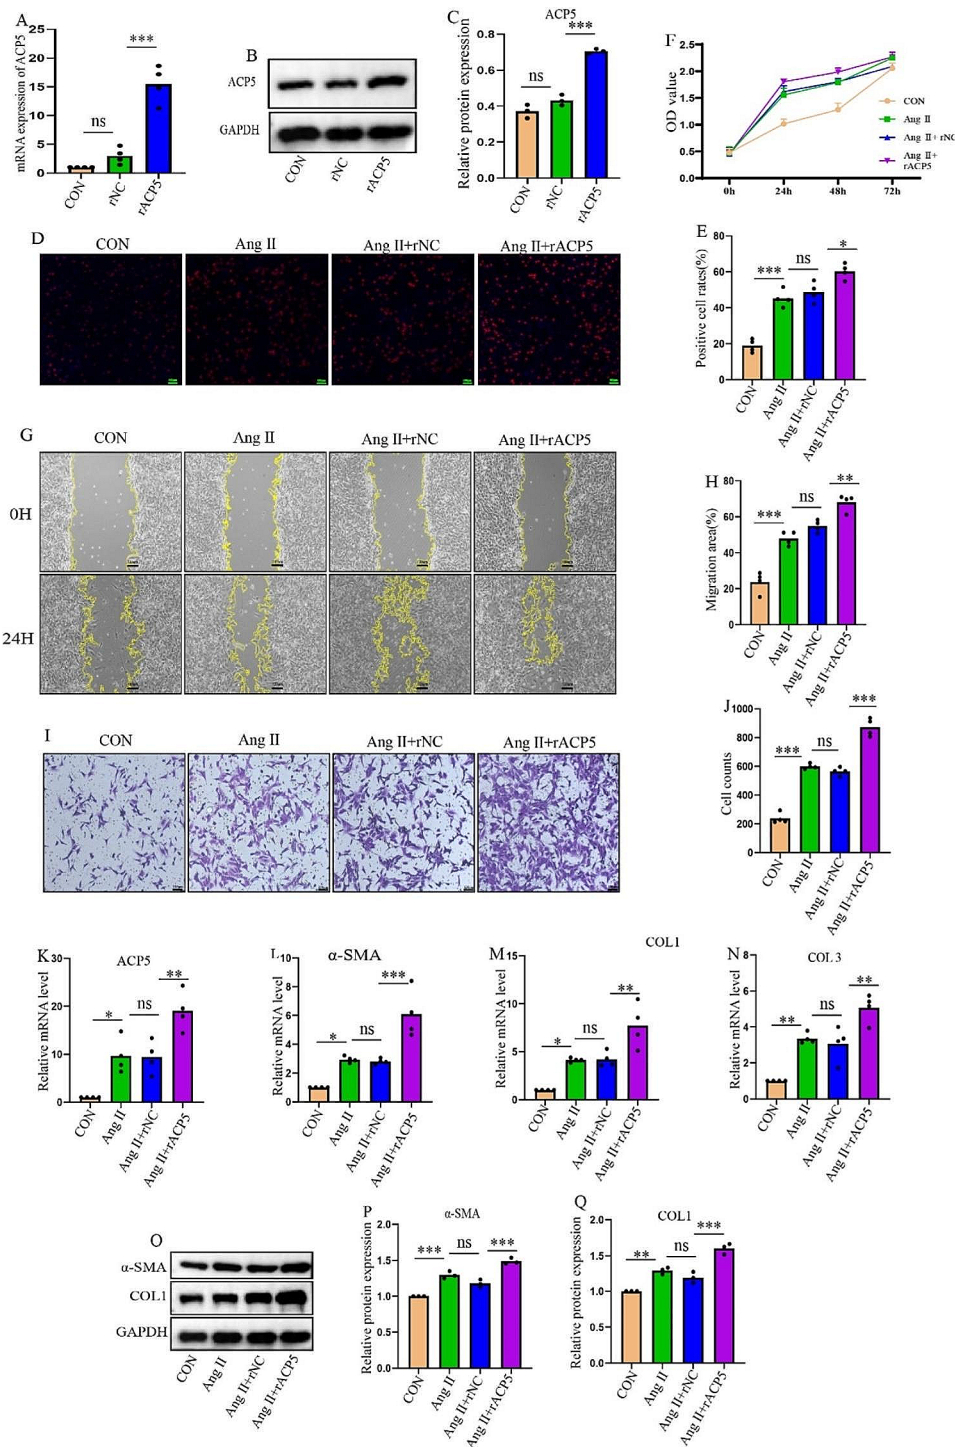 A
mRNA expression of ACP5
25
20
15
10
5
0
ns
***
CON
rNC
rACP5
B
ACP5
GAPDH
CON
rNC
rACP5
C
ACP5
Relative protein expression
0.8
0.6
0.4
0.2
0.0
ns
***
CON
rNC
rACP5
F
OD value
2.5
2.0
1.5
1.0
0.5
0.0
0h
24h
48h
72h
CON
Ang II
Ang II+ rNC
Ang II+
rACP5
D
CON
Ang II
Ang II+rNC
Ang II+rACP5
E
Positive cell rates(%)
80
60
40
20
0
***
ns
*
CON
Ang II
Ang II+rNC
Ang II+rACP5
G
CON
Ang II
Ang II+rNC
Ang II+rACP5
0H
24H
H
Migration area(%)
80
60
40
20
0
***
ns
**
CON
Ang II
Ang II+rNC
Ang II+rACP5
I
CON
Ang II
Ang II+rNC
Ang II+rACP5
J
Cell counts
1000
800
600
400
200
0
***
ns
***
CON
Ang II
Ang II+rNC
Ang II+rACP5
K
ACP5
Relative mRNA level
30
20
10
0
*
ns
**
CON
Ang II
Ang II+rNC
Ang II+rACP5
L
α-SMA
Relative mRNA level
10
8
6
4
2
0
*
ns
***
CON
Ang II
Ang II+rNC
Ang II+rACP5
M
COL1
Relative mRNA level
15
10
5
0
*
ns
**
CON
Ang II
Ang II+rNC
Ang II+rACP5
N
COL 3
Relative mRNA level
8
6
4
2
0
**
ns
**
CON
Ang II
Ang II+rNC
Ang II+rACP5
O
α-SMA
COL1
GAPDH
CON
Ang II
Ang II+rNC
Ang II+rACP5
P
α-SMA
Relative protein expression
2.0
1.5
1.0
0.5
0.0
***
ns
***
CON
Ang II
Ang II+rNC
Ang II+rACP5
Q
COL1
Relative protein expression
2.0
1.5
1.0
0.5
0.0
**
ns
***
CON
Ang II
Ang II+rNC
Ang II+rACP5